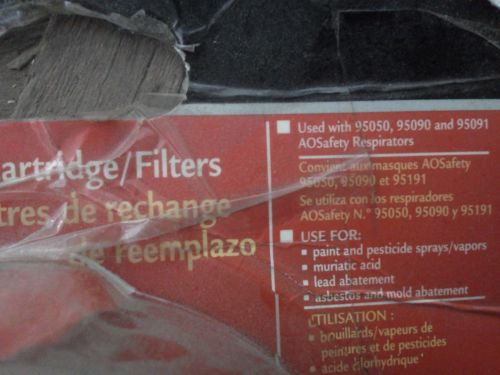 artridge/Filters
tres de rechange
de reemplazo
Used with 95050, 95090 and 95091
AOSafety Respirators
Convient aux masques AOSafety
95050, 95090 et 95191
Se utiliza con los respiradores
AOSafety N.° 95050, 95090 y 95191
USE FOR:
paint and pesticide sprays/vapors
muriatic acid
lead abatement
asbestos and mold abatement
UTILISATION :
brouillards/vapeurs de
peintures et de pesticides
acide chlorhydrique